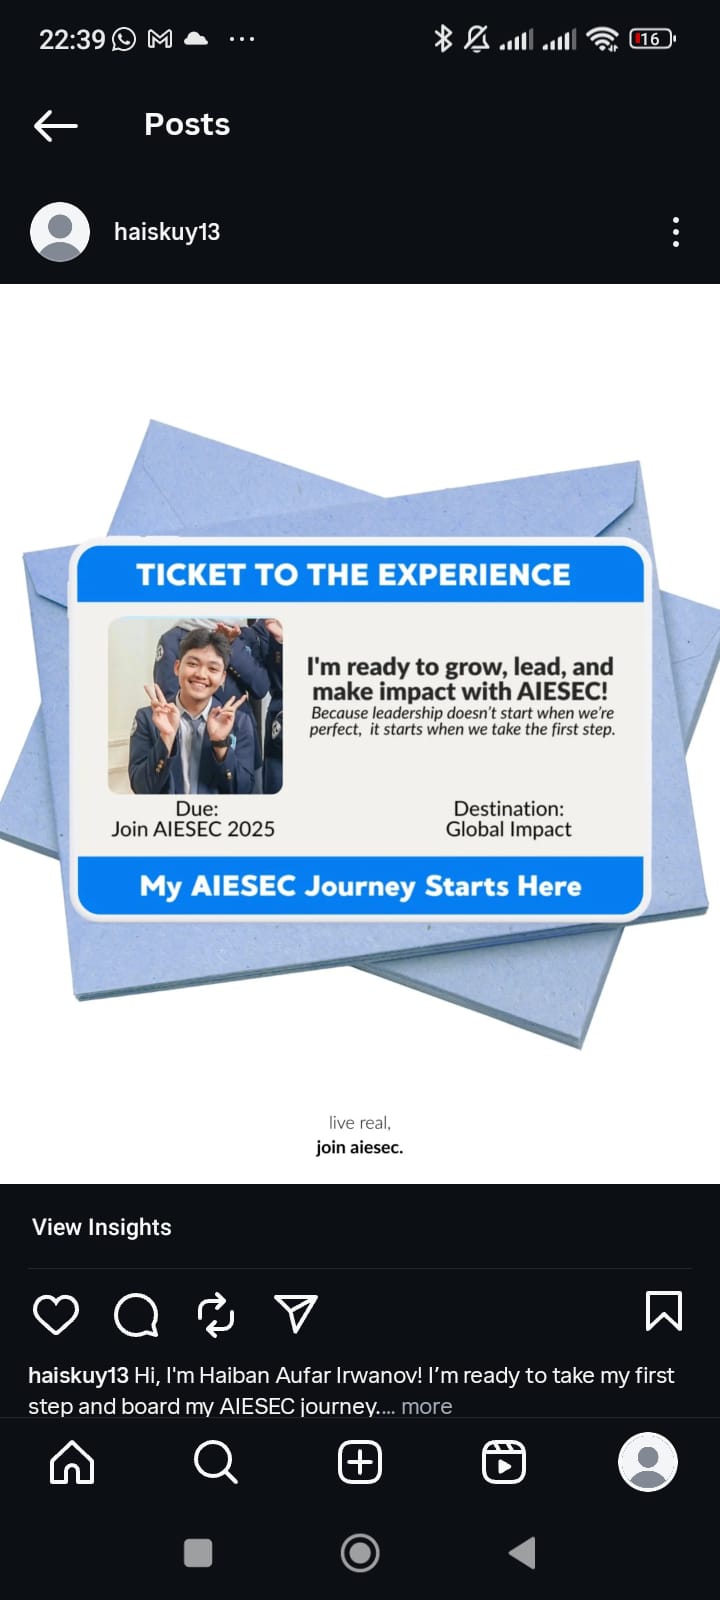 22:39
16
Posts
haiskuy13
TICKET TO THE EXPERIENCE
I'm ready to grow, lead, and
make impact with AIESEC!
Because leadership doesn't start when we're
perfect,  it starts when we take the first step.
Due:
Join AIESEC 2025
Destination:
Global Impact
My AIESEC Journey Starts Here
live real,
join aiesec.
View Insights
haiskuy13 Hi, I'm Haiban Aufar Irwanov! I’m ready to take my first
step and board my AIESEC journey.... more